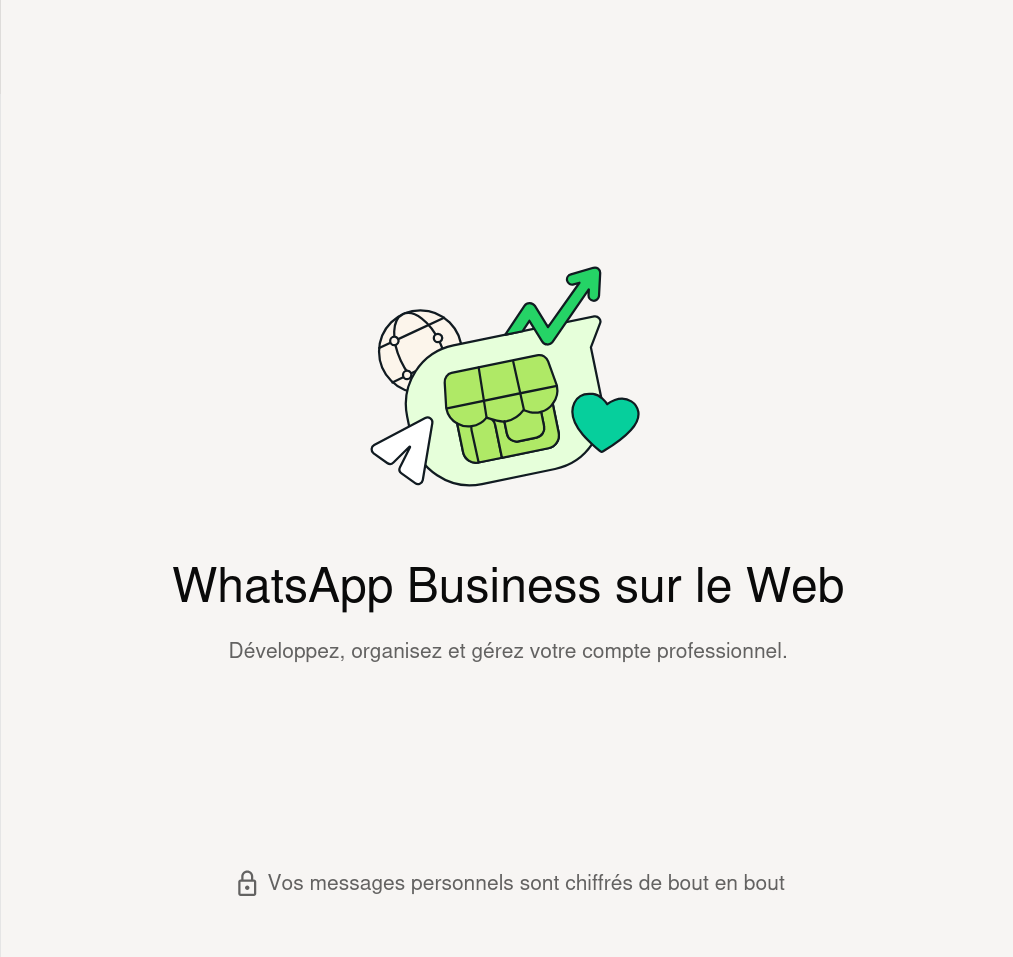 WhatsApp Business sur le Web
Développez, organisez et gérez votre compte professionnel.
Vos messages personnels sont chiffrés de bout en bout